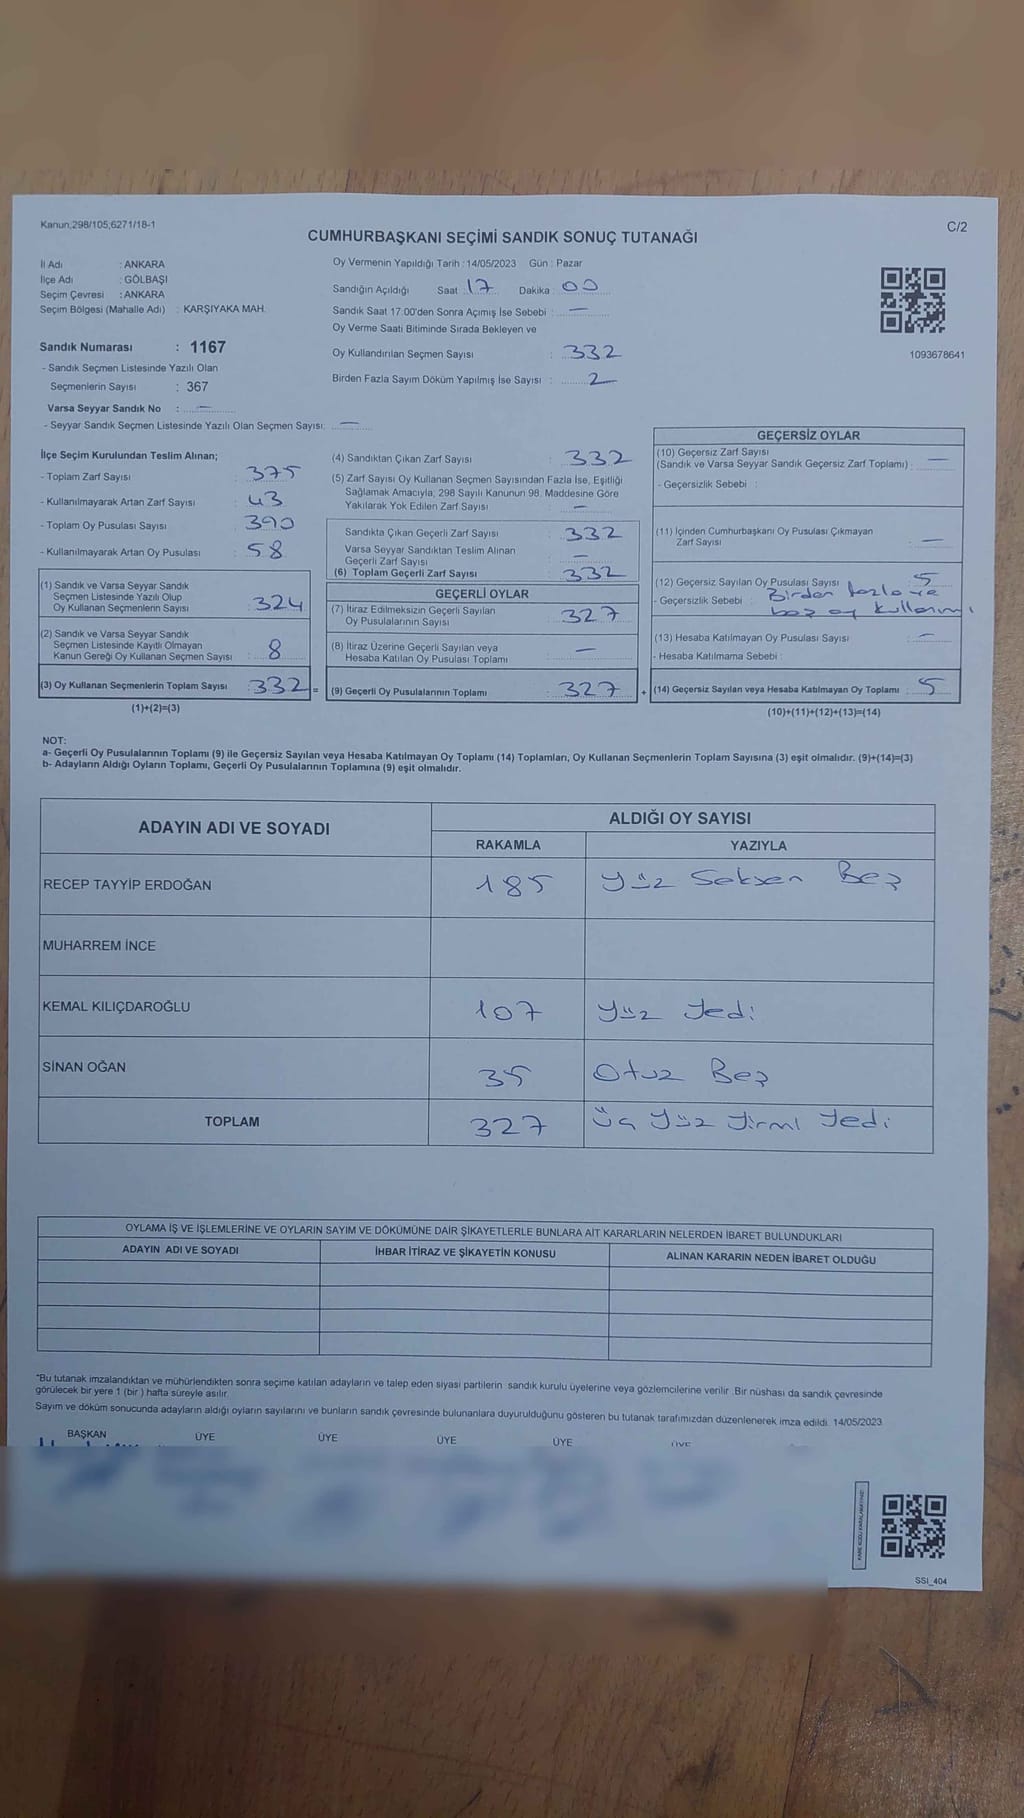 Kanun;298/105;6271/18-1
C/2
CUMHURBAŞKANI SEÇİMİ SANDIK SONUÇ TUTANAĞI
İl Adı : ANKARA
İlçe Adı : GÖLBAŞI
Seçim Çevresi : ANKARA
Seçim Bölgesi (Mahalle Adı) : KARŞIYAKA MAH.
Sandık Numarası : 1167
- Sandık Seçmen Listesinde Yazılı Olan
Seçmenlerin Sayısı : 367
Varsa Seyyar Sandık No : —
- Seyyar Sandık Seçmen Listesinde Yazılı Olan Seçmen Sayısı: —
Oy Vermenin Yapıldığı Tarih : 14/05/2023 Gün : Pazar
Sandığın Açıldığı Saat : 17 Dakika : 00
Sandık Saat 17:00'den Sonra Açımış İse Sebebi : —
Oy Verme Saati Bitiminde Sırada Bekleyen ve
Oy Kullandırılan Seçmen Sayısı : 332
Birden Fazla Sayım Döküm Yapılmış İse Sayısı : 2
1093678641
İlçe Seçim Kurulundan Teslim Alınan;
- Toplam Zarf Sayısı : 375
- Kullanılmayarak Artan Zarf Sayısı : 43
- Toplam Oy Pusulası Sayısı : 390
- Kullanılmayarak Artan Oy Pusulası : 58
(1) Sandık ve Varsa Seyyar Sandık
Seçmen Listesinde Yazılı Olup
Oy Kullanan Seçmenlerin Sayısı : 324
(2) Sandık ve Varsa Seyyar Sandık
Seçmen Listesinde Kayıtlı Olmayan
Kanun Gereği Oy Kullanan Seçmen Sayısı : 8
(3) Oy Kullanan Seçmenlerin Toplam Sayısı : 332 =
(1)+(2)=(3)
(4) Sandıktan Çıkan Zarf Sayısı : 332
(5) Zarf Sayısı Oy Kullanan Seçmen Sayısından Fazla İse, Eşitliği
Sağlamak Amacıyla, 298 Sayılı Kanunun 98. Maddesine Göre
Yakılarak Yok Edilen Zarf Sayısı : —
Sandıkta Çıkan Geçerli Zarf Sayısı : 332
Varsa Seyyar Sandıktan Teslim Alınan
Geçerli Zarf Sayısı : —
(6) Toplam Geçerli Zarf Sayısı : 332
GEÇERLİ OYLAR
(7) İtiraz Edilmeksizin Geçerli Sayılan
Oy Pusulalarının Sayısı : 327
(8) İtiraz Üzerine Geçerli Sayılan veya
Hesaba Katılan Oy Pusulası Toplamı : —
(9) Geçerli Oy Pusulalarının Toplamı : 327 +
GEÇERSİZ OYLAR
(10) Geçersiz Zarf Sayısı
(Sandık ve Varsa Seyyar Sandık Geçersiz Zarf Toplamı) : —
- Geçersizlik Sebebi :
(11) İçinden Cumhurbaşkanı Oy Pusulası Çıkmayan
Zarf Sayısı : —
(12) Geçersiz Sayılan Oy Pusulası Sayısı : 5
- Geçersizlik Sebebi : Birden fazla ve
boş oy kullanımı
(13) Hesaba Katılmayan Oy Pusulası Sayısı : —
- Hesaba Katılmama Sebebi :
(14) Geçersiz Sayılan veya Hesaba Katılmayan Oy Toplamı : 5
(10)+(11)+(12)+(13)=(14)
NOT:
a- Geçerli Oy Pusulalarının Toplamı (9) ile Geçersiz Sayılan veya Hesaba Katılmayan Oy Toplamı (14) Toplamları, Oy Kullanan Seçmenlerin Toplam Sayısına (3) eşit olmalıdır. (9)+(14)=(3)
b- Adayların Aldığı Oyların Toplamı, Geçerli Oy Pusulalarının Toplamına (9) eşit olmalıdır.
ADAYIN ADI VE SOYADI
ALDIĞI OY SAYISI
RAKAMLA YAZIYLA
RECEP TAYYİP ERDOĞAN 185 Yüz Seksen Beş
MUHARREM İNCE
KEMAL KILIÇDAROĞLU 107 Yüz Yedi
SİNAN OĞAN 35 Otuz Beş
TOPLAM 327 Üç Yüz Yirmi Yedi
OYLAMA İŞ VE İŞLEMLERİNE VE OYLARIN SAYIM VE DÖKÜMÜNE DAİR ŞİKAYETLERLE BUNLARA AİT KARARLARIN NELERDEN İBARET BULUNDUKLARI
ADAYIN ADI VE SOYADI İHBAR İTİRAZ VE ŞİKAYETİN KONUSU ALINAN KARARIN NEDEN İBARET OLDUĞU
"Bu tutanak imzalandıktan ve mühürlendikten sonra seçime katılan adayların ve talep eden siyasi partilerin sandık kurulu üyelerine veya gözlemcilerine verilir. Bir nüshası da sandık çevresinde
görülecek bir yere 1 (bir ) hafta süreyle asılır.
Sayım ve döküm sonucunda adayların aldığı oyların sayılarını ve bunların sandık çevresinde bulunanlara duyurulduğunu gösteren bu tutanak tarafımızdan düzenlenerek imza edildi. 14/05/2023
BAŞKAN ÜYE ÜYE ÜYE ÜYE ÜYE
KARE KODU KARALAMAYINIZ!
SSI_404